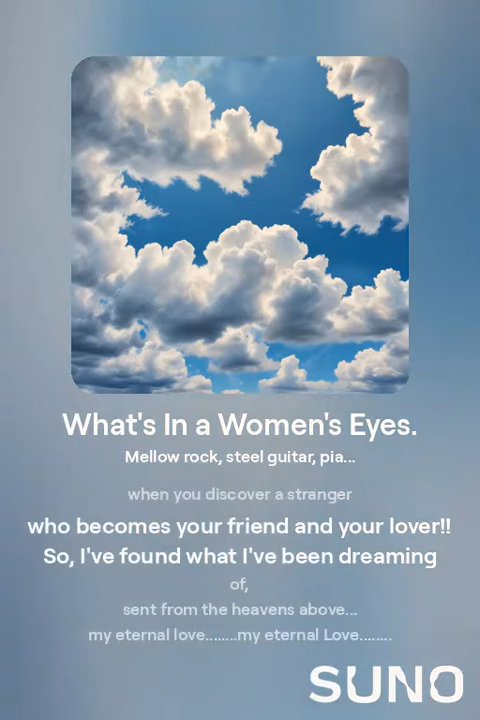 What's In a Women's Eyes.
Mellow rock, steel guitar, pia...
when you discover a stranger
who becomes your friend and your lover!!
So, I've found what I've been dreaming
of,
sent from the heavens above...
my eternal love........my eternal Love........
SUNO